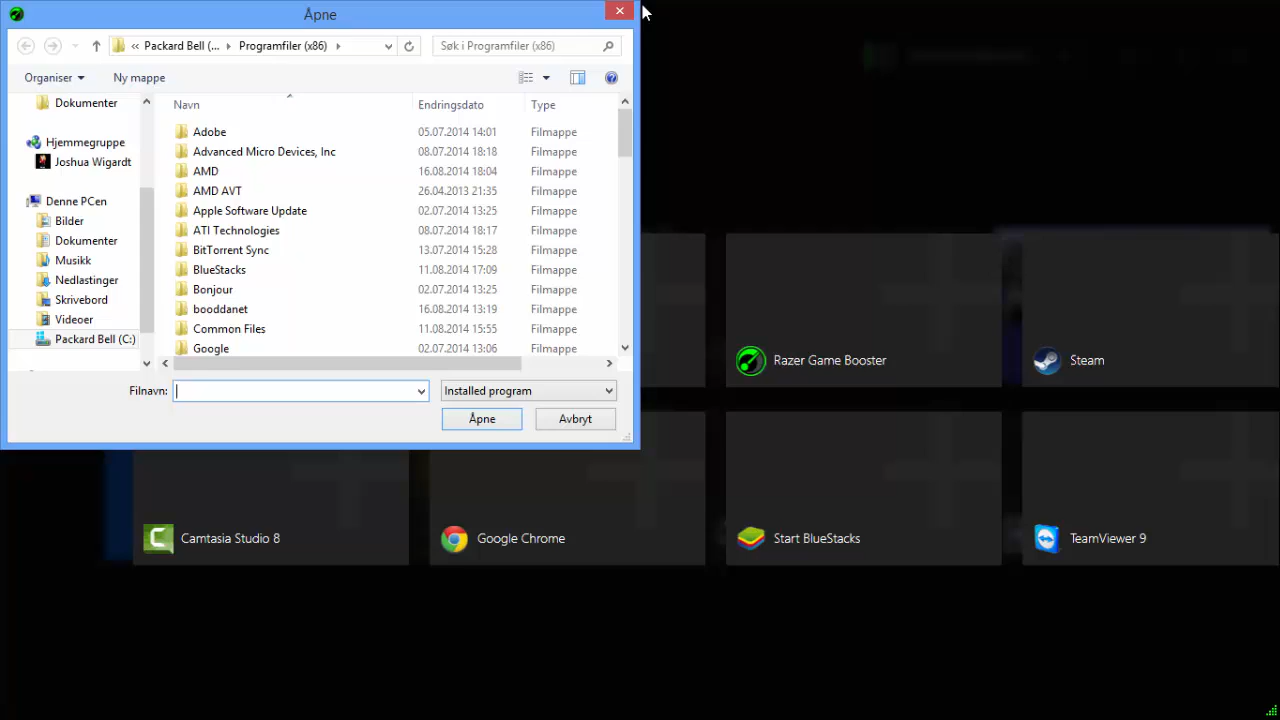 Åpne
« Packard Bell (... Programfiler (x86)
Søk i Programfiler (x86)
Organiser
Ny mappe
Dokumenter
Hjemmegruppe
Joshua Wigardt
Denne PCen
Bilder
Dokumenter
Musikk
Nedlastinger
Skrivebord
Videoer
Packard Bell (C:)
Navn Endringsdato Type
Adobe 05.07.2014 14:01 Filmappe
Advanced Micro Devices, Inc 08.07.2014 18:18 Filmappe
AMD 16.08.2014 18:04 Filmappe
AMD AVT 26.04.2013 21:35 Filmappe
Apple Software Update 02.07.2014 13:25 Filmappe
ATI Technologies 08.07.2014 18:17 Filmappe
BitTorrent Sync 13.07.2014 15:28 Filmappe
BlueStacks 11.08.2014 17:09 Filmappe
Bonjour 02.07.2014 13:25 Filmappe
booddanet 16.08.2014 13:19 Filmappe
Common Files 11.08.2014 15:55 Filmappe
Google 02.07.2014 13:06 Filmappe
Filnavn:
Installed program
Åpne
Avbryt
Razer Game Booster
Steam
Camtasia Studio 8
Google Chrome
Start BlueStacks
TeamViewer 9